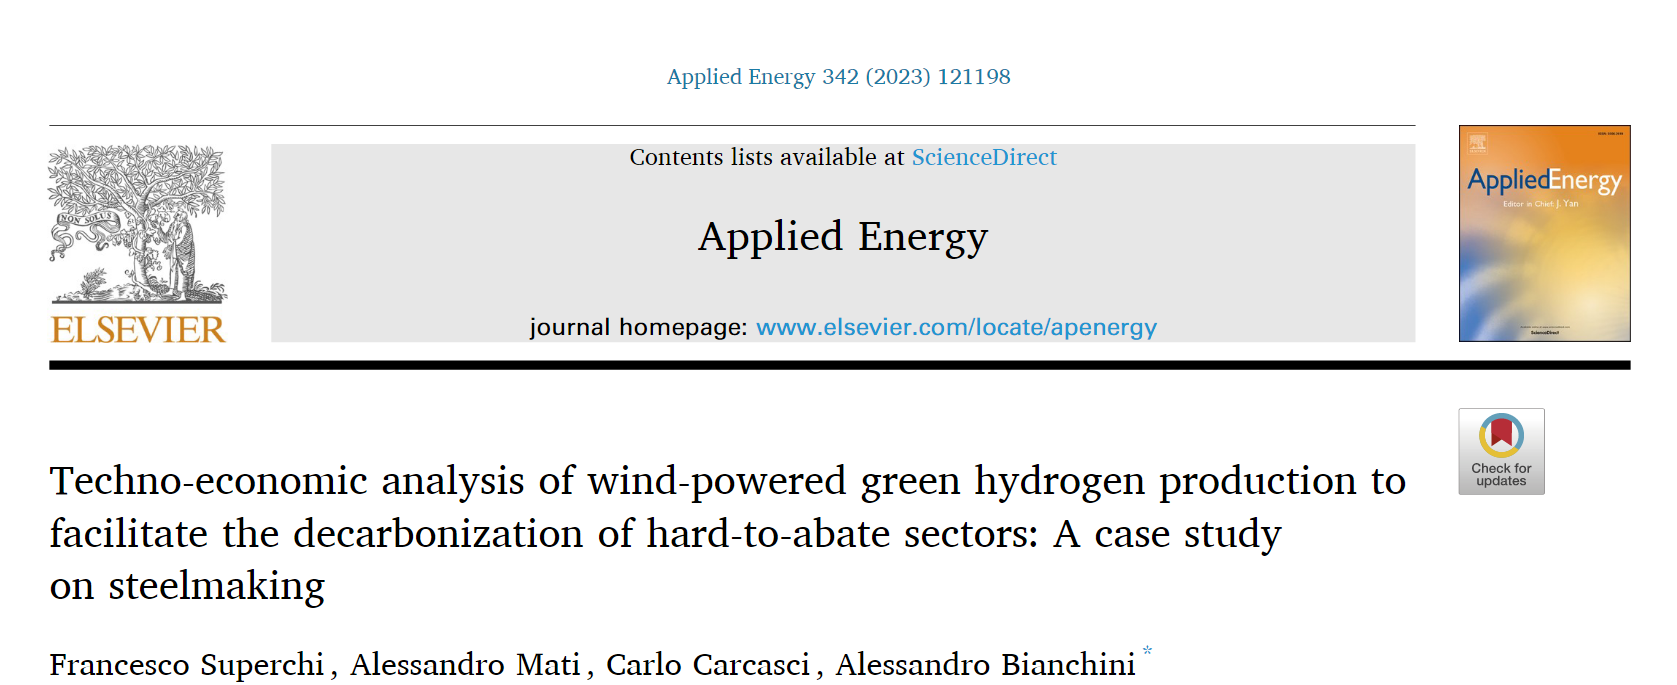 Applied Energy 342 (2023) 121198
Contents lists available at ScienceDirect
Applied Energy
journal homepage: www.elsevier.com/locate/apenergy
NON SOLUS
ELSEVIER
AppliedEnergy
Editor in Chief: J. Yan
ScienceDirect
Check for
updates
Techno-economic analysis of wind-powered green hydrogen production to
facilitate the decarbonization of hard-to-abate sectors: A case study
on steelmaking
Francesco Superchi, Alessandro Mati, Carlo Carcasci, Alessandro Bianchini *